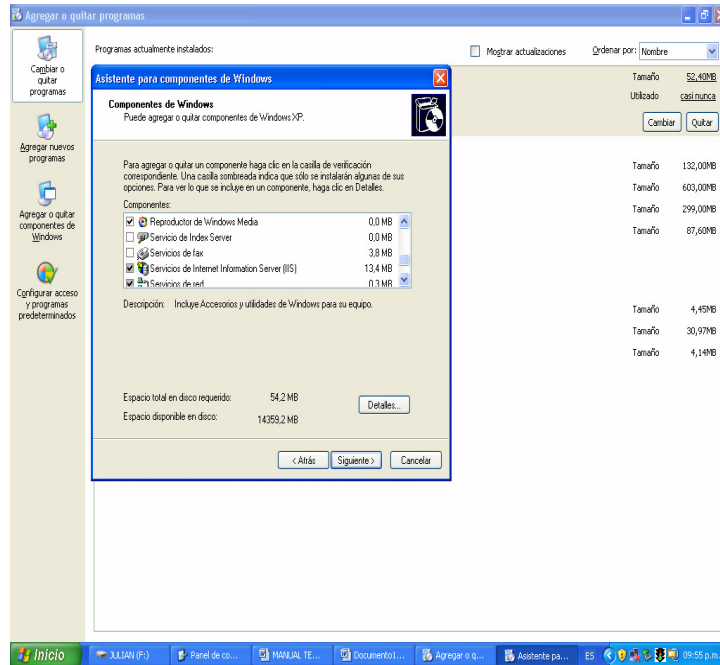 Agregar o quitar programas
Cambiar o
quitar
programas
Agregar nuevos
programas
Agregar o quitar
componentes de
Windows
Configurar acceso
y programas
predeterminados
Programas actualmente instalados:
Mostrar actualizaciones
Ordenar por: Nombre
Tamaño 52,40MB
Utilizado casi nunca
Cambiar Quitar
Tamaño 132,00MB
Tamaño 603,00MB
Tamaño 299,00MB
Tamaño 87,60MB
Tamaño 4,45MB
Tamaño 30,97MB
Tamaño 4,14MB
Asistente para componentes de Windows
Componentes de Windows
Puede agregar o quitar componentes de Windows XP.
Para agregar o quitar un componente haga clic en la casilla de verificación
correspondiente. Una casilla sombreada indica que sólo se instalarán algunas de sus
opciones. Para ver lo que se incluye en un componente, haga clic en Detalles.
Componentes:
Reproductor de Windows Media 0,0 MB
Servicio de Index Server 0,0 MB
Servicios de fax 3,8 MB
Servicios de Internet Information Server (IIS) 13,4 MB
Servicios de red 0,3 MB
Descripción: Incluye Accesorios y utilidades de Windows para su equipo.
Espacio total en disco requerido: 54,2 MB
Espacio disponible en disco: 14359,2 MB
Detalles...
< Atrás Siguiente > Cancelar
Inicio JULIAN (F:) Panel de co... MANUAL TE... Documento1... Agregar o q... Asistente pa... ES 09:55 p.m.